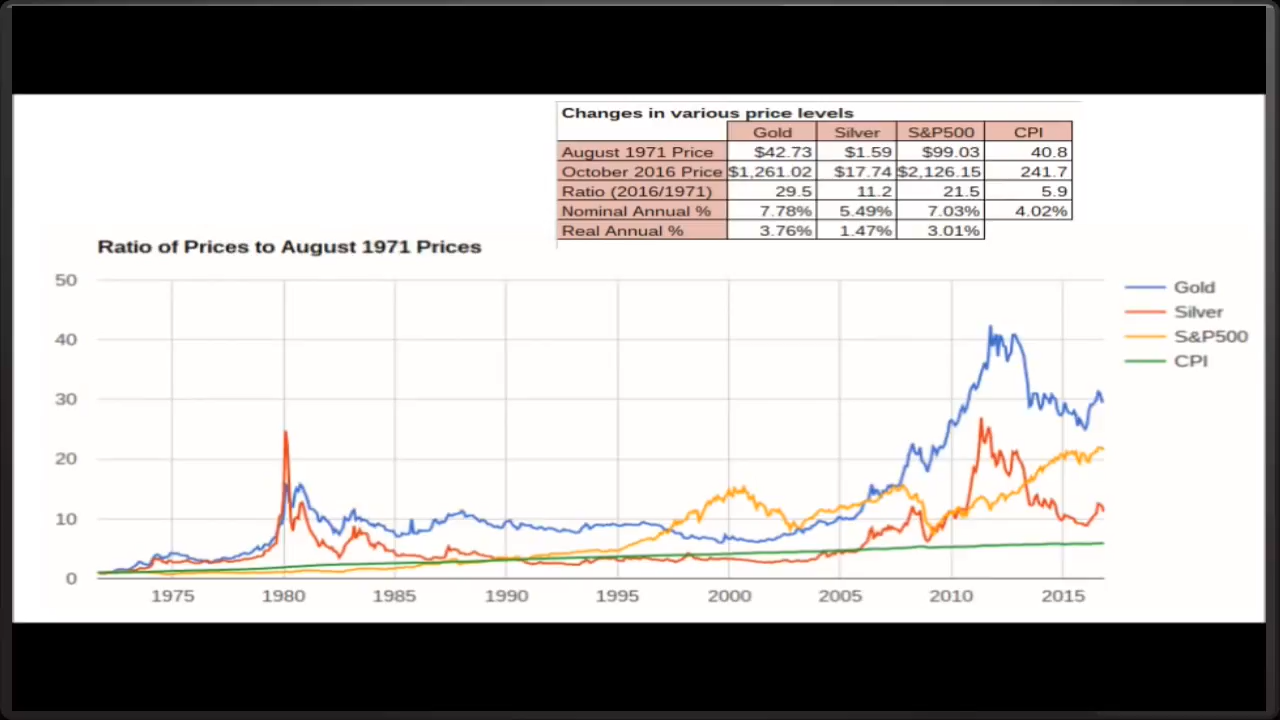 Changes in various price levels
Gold Silver S&P500 CPI
August 1971 Price $42.73 $1.59 $99.03 40.8
October 2016 Price $1,261.02 $17.74 $2,126.15 241.7
Ratio (2016/1971) 29.5 11.2 21.5 5.9
Nominal Annual % 7.78% 5.49% 7.03% 4.02%
Real Annual % 3.76% 1.47% 3.01%
Ratio of Prices to August 1971 Prices
50
40
30
20
10
0
1975 1980 1985 1990 1995 2000 2005 2010 2015
Gold
Silver
S&P500
CPI